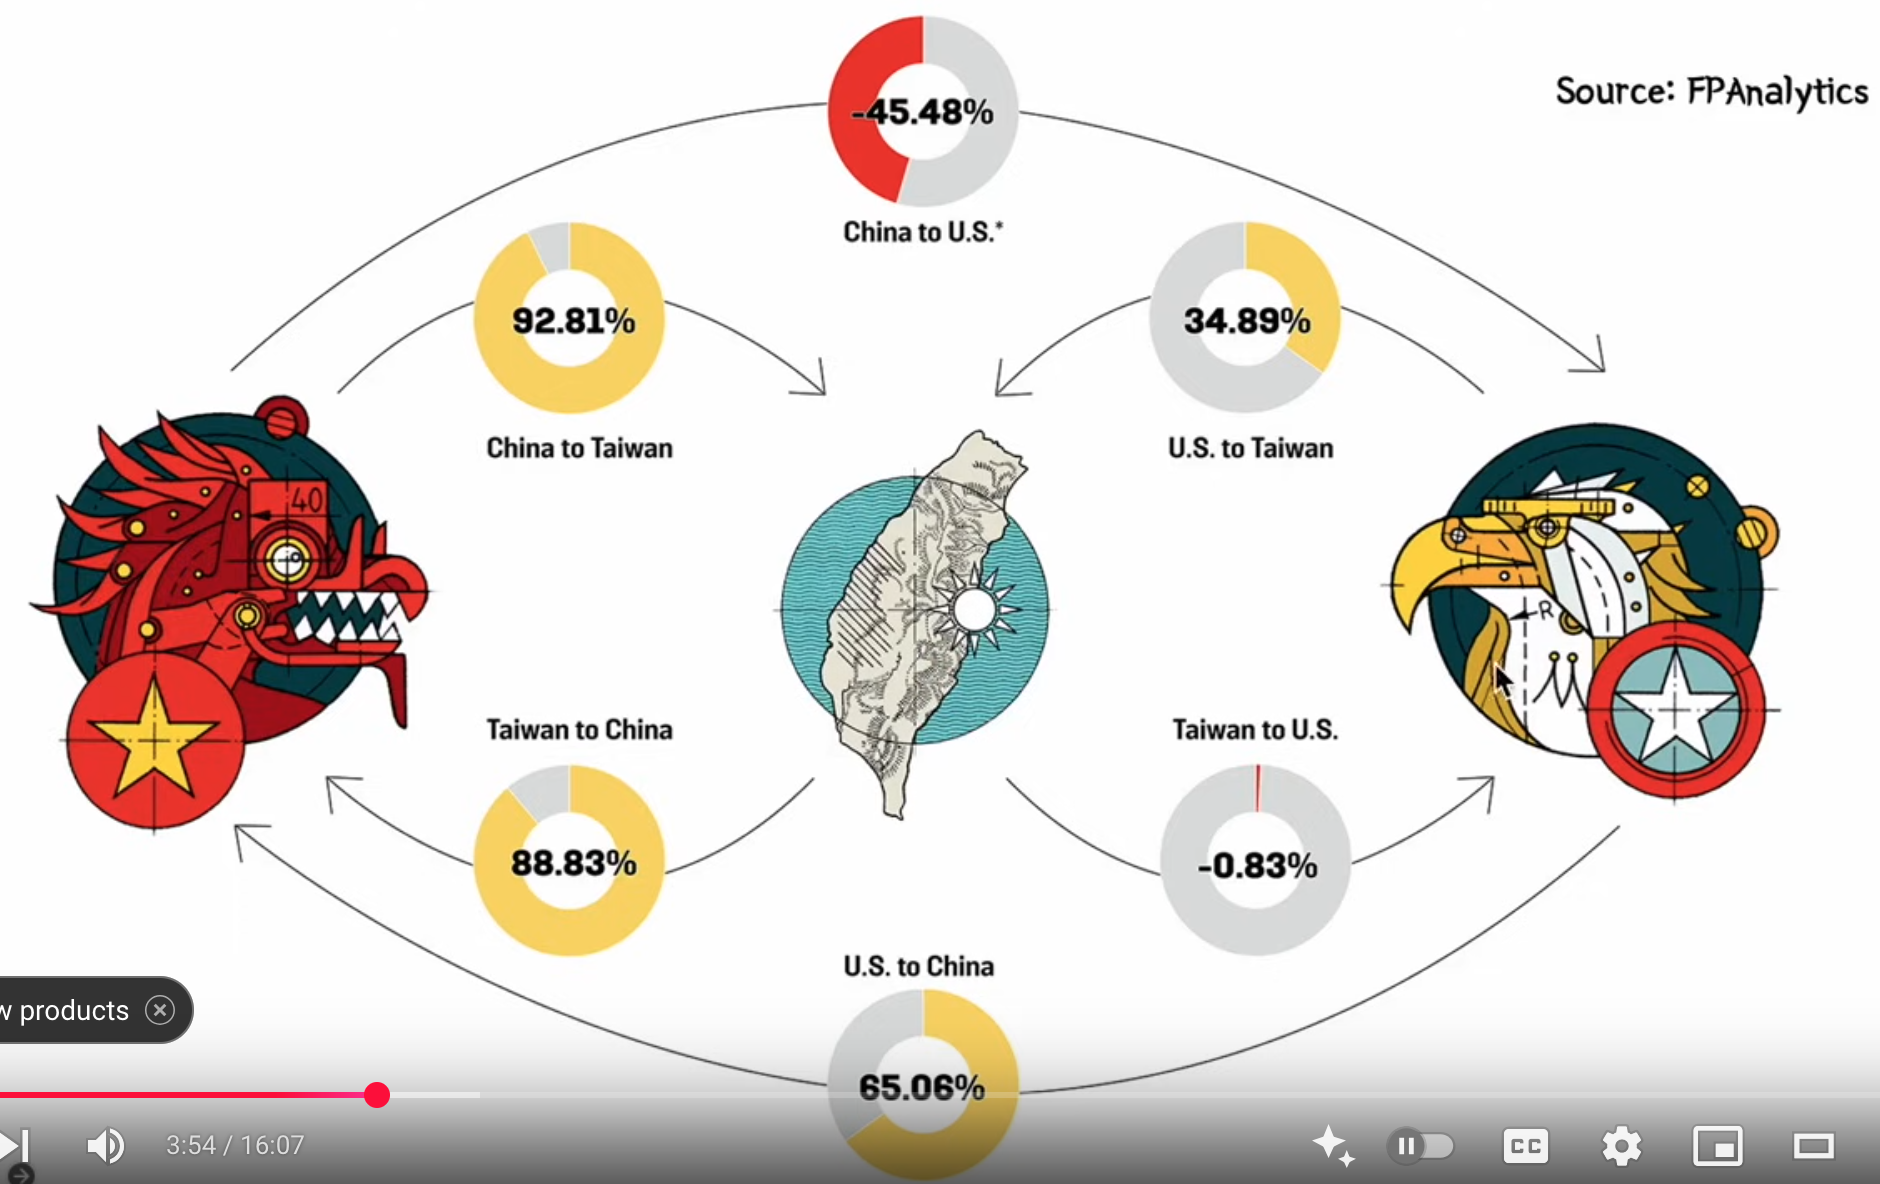 -45.48%
Source: FPAnalytics
China to U.S.*
92.81%
34.89%
China to Taiwan
U.S. to Taiwan
40
R
Taiwan to China
Taiwan to U.S.
88.83%
-0.83%
U.S. to China
w products
65.06%
3:54 / 16:07
CC